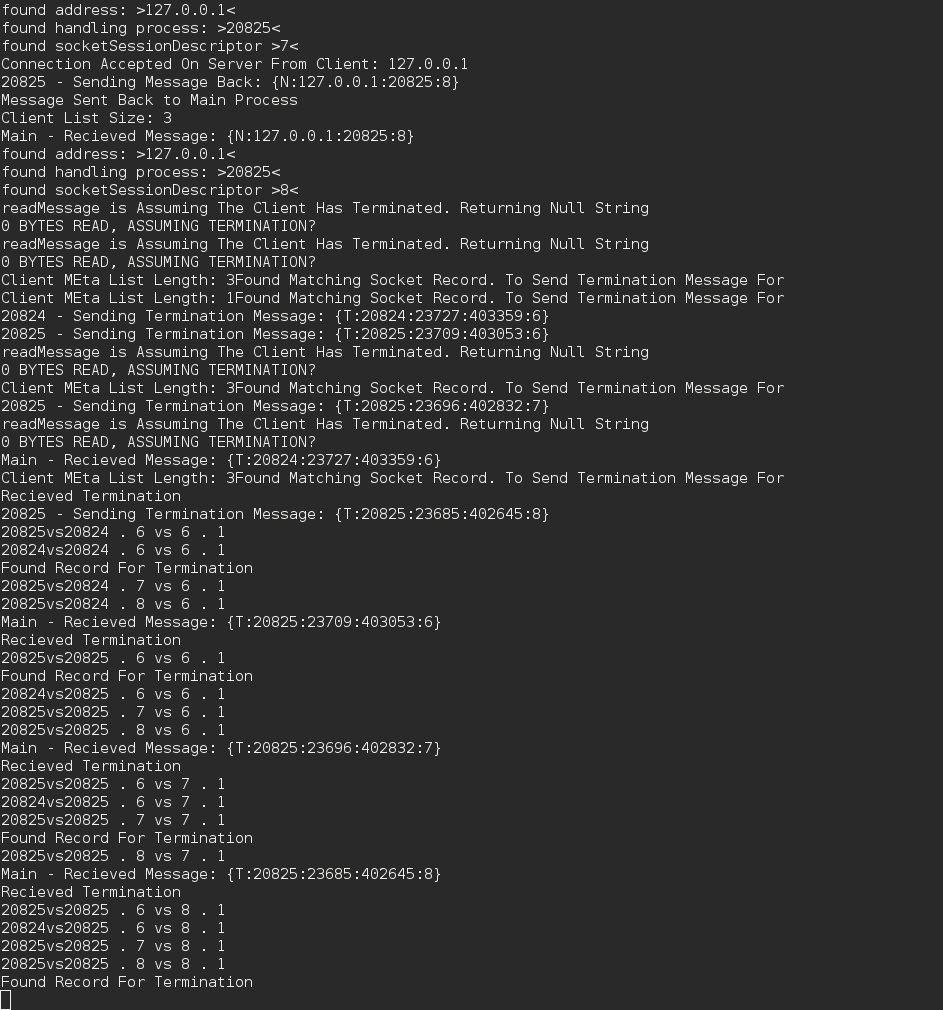 found address: >127.0.0.1<
found handling process: >20825<
found socketSessionDescriptor >7<
Connection Accepted On Server From Client: 127.0.0.1
20825 - Sending Message Back: {N:127.0.0.1:20825:8}
Message Sent Back to Main Process
Client List Size: 3
Main - Recieved Message: {N:127.0.0.1:20825:8}
found address: >127.0.0.1<
found handling process: >20825<
found socketSessionDescriptor >8<
readMessage is Assuming The Client Has Terminated. Returning Null String
0 BYTES READ, ASSUMING TERMINATION?
readMessage is Assuming The Client Has Terminated. Returning Null String
0 BYTES READ, ASSUMING TERMINATION?
Client MEta List Length: 3Found Matching Socket Record. To Send Termination Message For
Client MEta List Length: 1Found Matching Socket Record. To Send Termination Message For
20824 - Sending Termination Message: {T:20824:23727:403359:6}
20825 - Sending Termination Message: {T:20825:23709:403053:6}
readMessage is Assuming The Client Has Terminated. Returning Null String
0 BYTES READ, ASSUMING TERMINATION?
Client MEta List Length: 3Found Matching Socket Record. To Send Termination Message For
20825 - Sending Termination Message: {T:20825:23696:402832:7}
readMessage is Assuming The Client Has Terminated. Returning Null String
0 BYTES READ, ASSUMING TERMINATION?
Main - Recieved Message: {T:20824:23727:403359:6}
Client MEta List Length: 3Found Matching Socket Record. To Send Termination Message For
Recieved Termination
20825 - Sending Termination Message: {T:20825:23685:402645:8}
20825vs20824 . 6 vs 6 . 1
20824vs20824 . 6 vs 6 . 1
Found Record For Termination
20825vs20824 . 7 vs 6 . 1
20825vs20824 . 8 vs 6 . 1
Main - Recieved Message: {T:20825:23709:403053:6}
Recieved Termination
20825vs20825 . 6 vs 6 . 1
Found Record For Termination
20824vs20825 . 6 vs 6 . 1
20825vs20825 . 7 vs 6 . 1
20825vs20825 . 8 vs 6 . 1
Main - Recieved Message: {T:20825:23696:402832:7}
Recieved Termination
20825vs20825 . 6 vs 7 . 1
20824vs20825 . 6 vs 7 . 1
20825vs20825 . 7 vs 7 . 1
Found Record For Termination
20825vs20825 . 8 vs 7 . 1
Main - Recieved Message: {T:20825:23685:402645:8}
Recieved Termination
20825vs20825 . 6 vs 8 . 1
20824vs20825 . 6 vs 8 . 1
20825vs20825 . 7 vs 8 . 1
20825vs20825 . 8 vs 8 . 1
Found Record For Termination